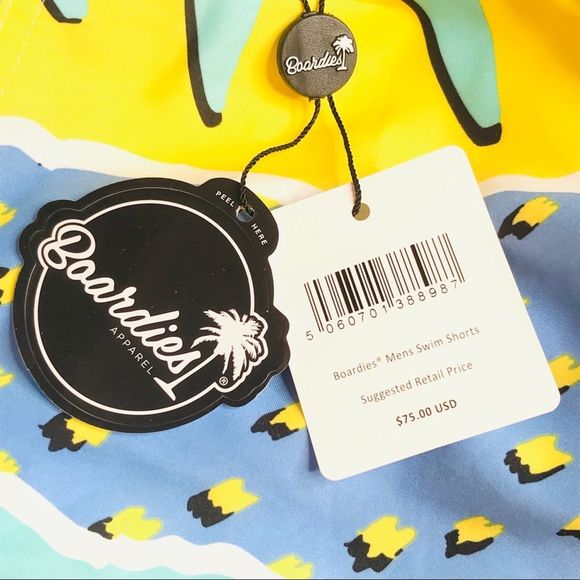 Boardies
PEEL HERE
Boardies
APPAREL
®
5 060701 388987
Boardies® Mens Swim Shorts
Suggested Retail Price
$75.00 USD